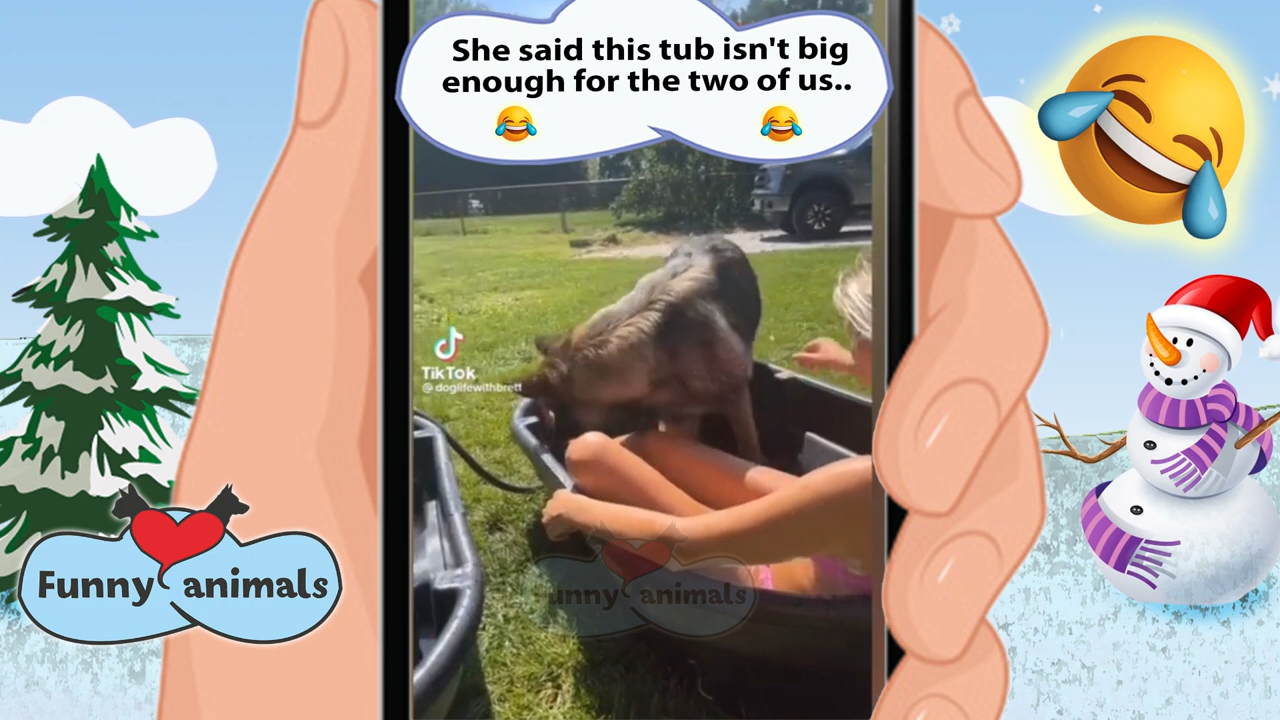 She said this tub isn't big
enough for the two of us..
TikTok
@doglifewithbrett
Funny animals
unny animals